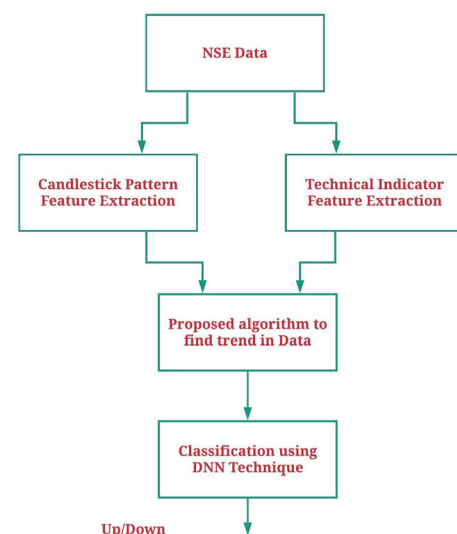 NSE Data
Candlestick Pattern
Feature Extraction
Technical Indicator
Feature Extraction
Proposed algorithm to
find trend in Data
Classification using
DNN Technique
Up/Down